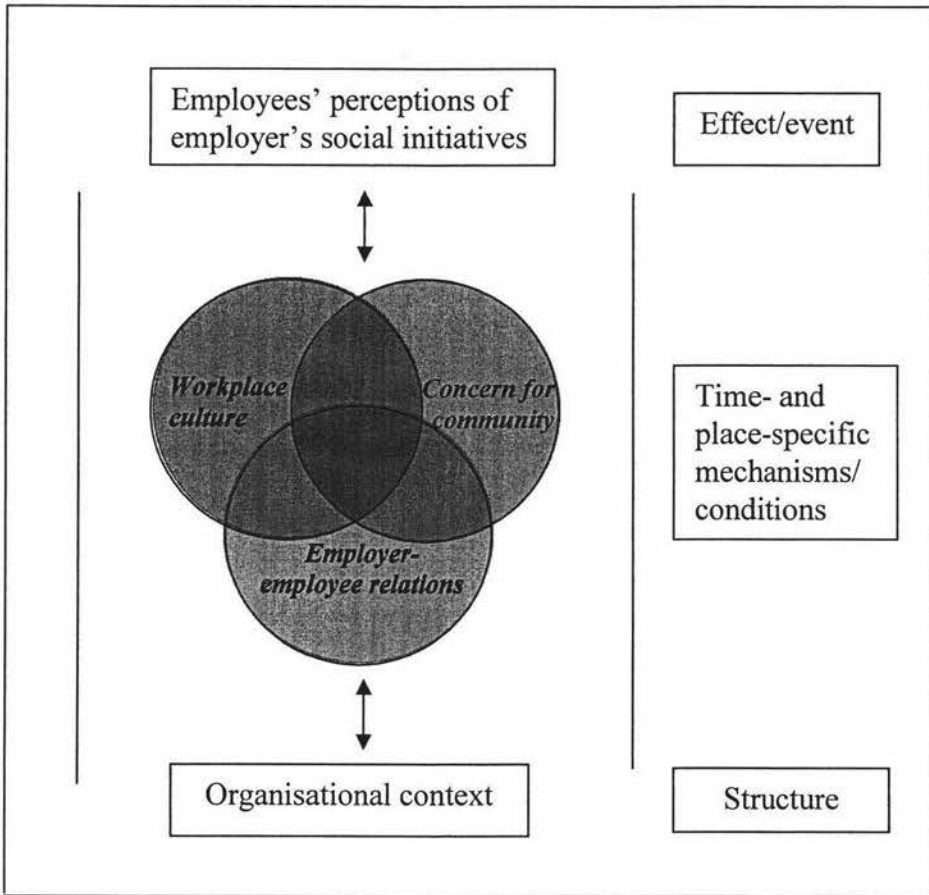 Employees' perceptions of
employer's social initiatives
Effect/event
Workplace
culture
Concern for
community
Employer-
employee relations
Time- and
place-specific
mechanisms/
conditions
Organisational context
Structure